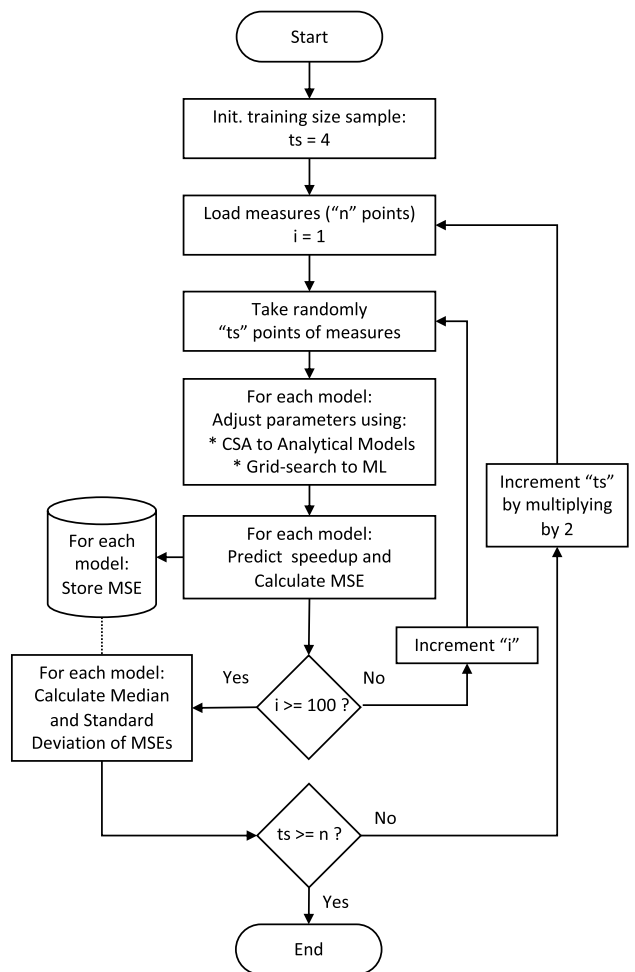 Start
Init. training size sample:
ts = 4
Load measures (“n” points)
i = 1
Take randomly
“ts” points of measures
For each model:
Adjust parameters using:
* CSA to Analytical Models
* Grid-search to ML
Increment “ts”
by multiplying
by 2
For each model:
Predict  speedup and
Calculate MSE
For each
model:
Store MSE
Increment “i”
For each model:
Calculate Median
and Standard
Deviation of MSEs
Yes
i >= 100 ?
No
ts >= n ?
No
Yes
End